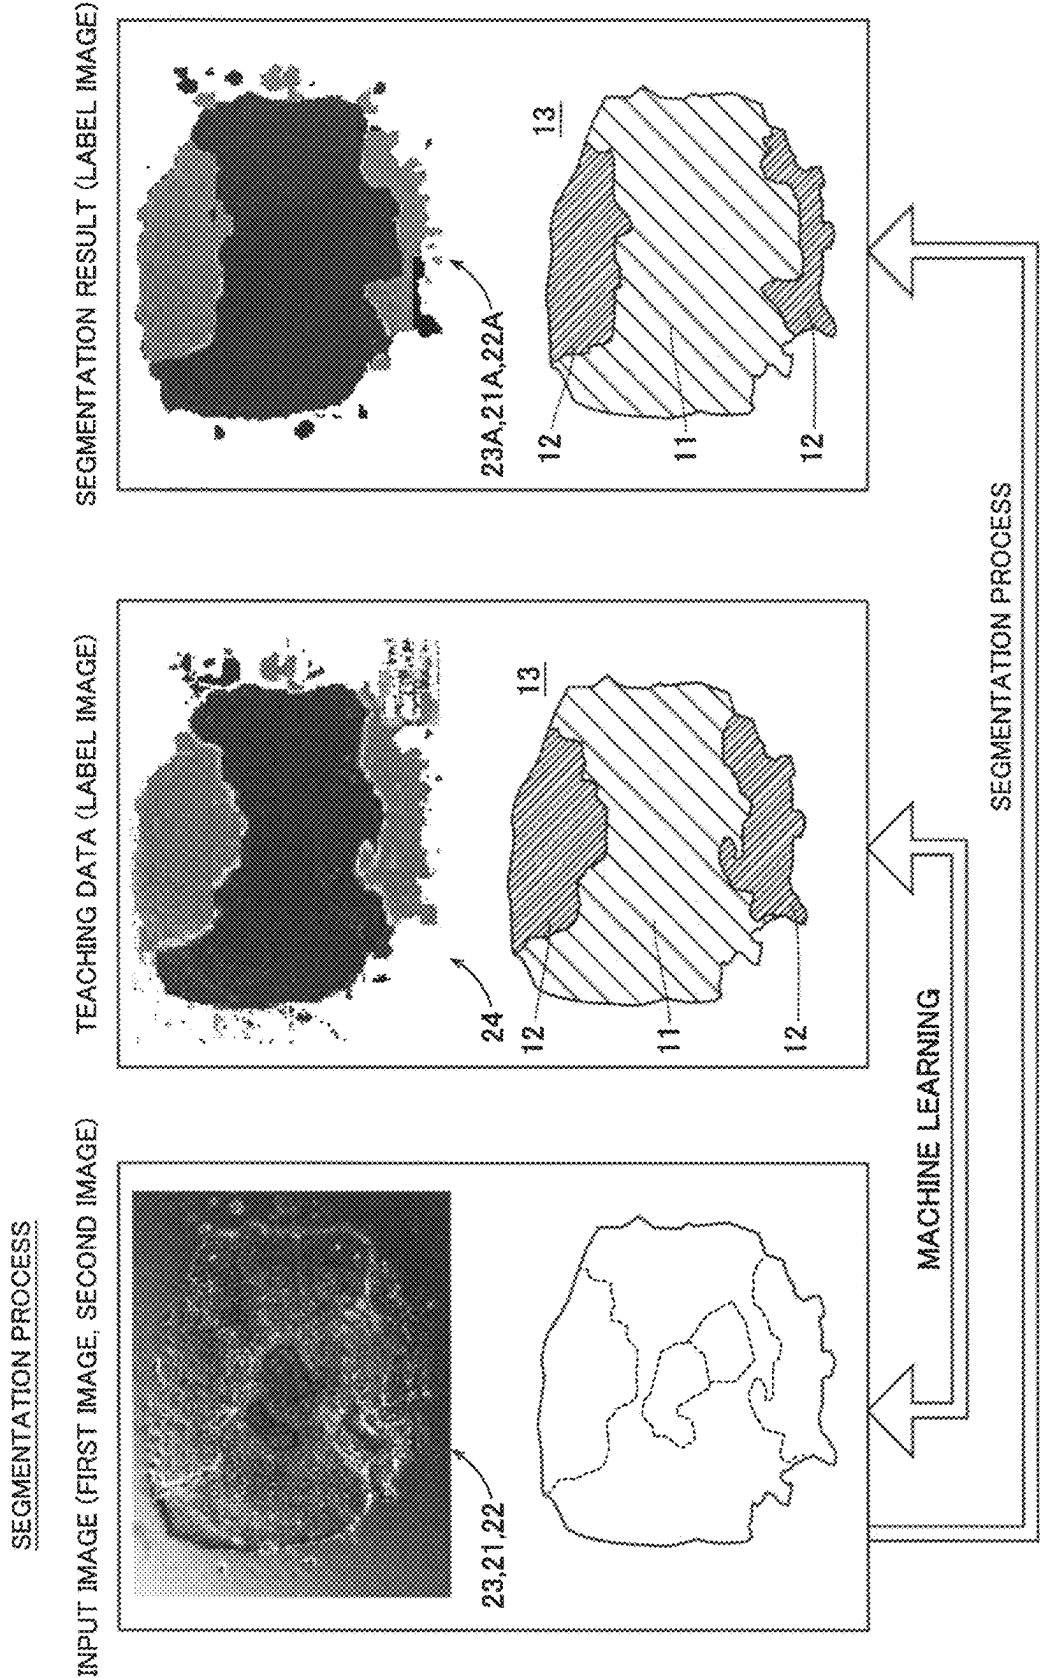 SEGMENTATION PROCESS
INPUT IMAGE (FIRST IMAGE, SECOND IMAGE)
23,21,22
TEACHING DATA (LABEL IMAGE)
24
13
12
11
12
SEGMENTATION RESULT (LABEL IMAGE)
23A,21A,22A
13
12
11
12
MACHINE LEARNING
SEGMENTATION PROCESS